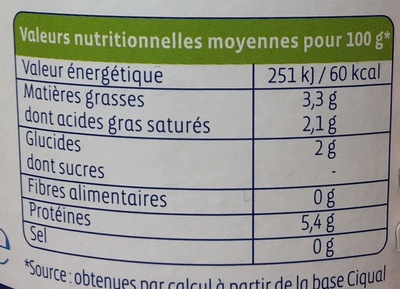 Valeurs nutritionnelles moyennes pour 100 g*
Valeur énergétique 251 kJ / 60 kcal
Matières grasses 3,3 g
dont acides gras saturés 2,1 g
Glucides 2 g
dont sucres -
Fibres alimentaires 0 g
Protéines 5,4 g
Sel 0 g
*Source : obtenues par calcul à partir de la base Ciqual